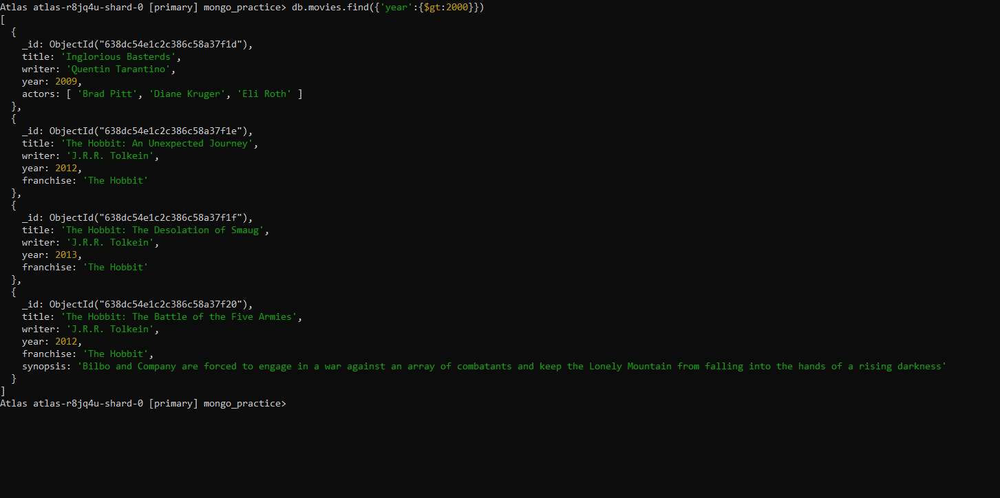 Atlas atlas-r8jq4u-shard-0 [primary] mongo_practice> db.movies.find({'year':{$gt:2000}})
[
  {
    _id: ObjectId("638dc54e1c2c386c58a37f1d"),
    title: 'Inglorious Basterds',
    writer: 'Quentin Tarantino',
    year: 2009,
    actors: [ 'Brad Pitt', 'Diane Kruger', 'Eli Roth' ]
  },
  {
    _id: ObjectId("638dc54e1c2c386c58a37f1e"),
    title: 'The Hobbit: An Unexpected Journey',
    writer: 'J.R.R. Tolkein',
    year: 2012,
    franchise: 'The Hobbit'
  },
  {
    _id: ObjectId("638dc54e1c2c386c58a37f1f"),
    title: 'The Hobbit: The Desolation of Smaug',
    writer: 'J.R.R. Tolkein',
    year: 2013,
    franchise: 'The Hobbit'
  },
  {
    _id: ObjectId("638dc54e1c2c386c58a37f20"),
    title: 'The Hobbit: The Battle of the Five Armies',
    writer: 'J.R.R. Tolkein',
    year: 2012,
    franchise: 'The Hobbit',
    synopsis: 'Bilbo and Company are forced to engage in a war against an array of combatants and keep the Lonely Mountain from falling into the hands of a rising darkness'
  }
]
Atlas atlas-r8jq4u-shard-0 [primary] mongo_practice>